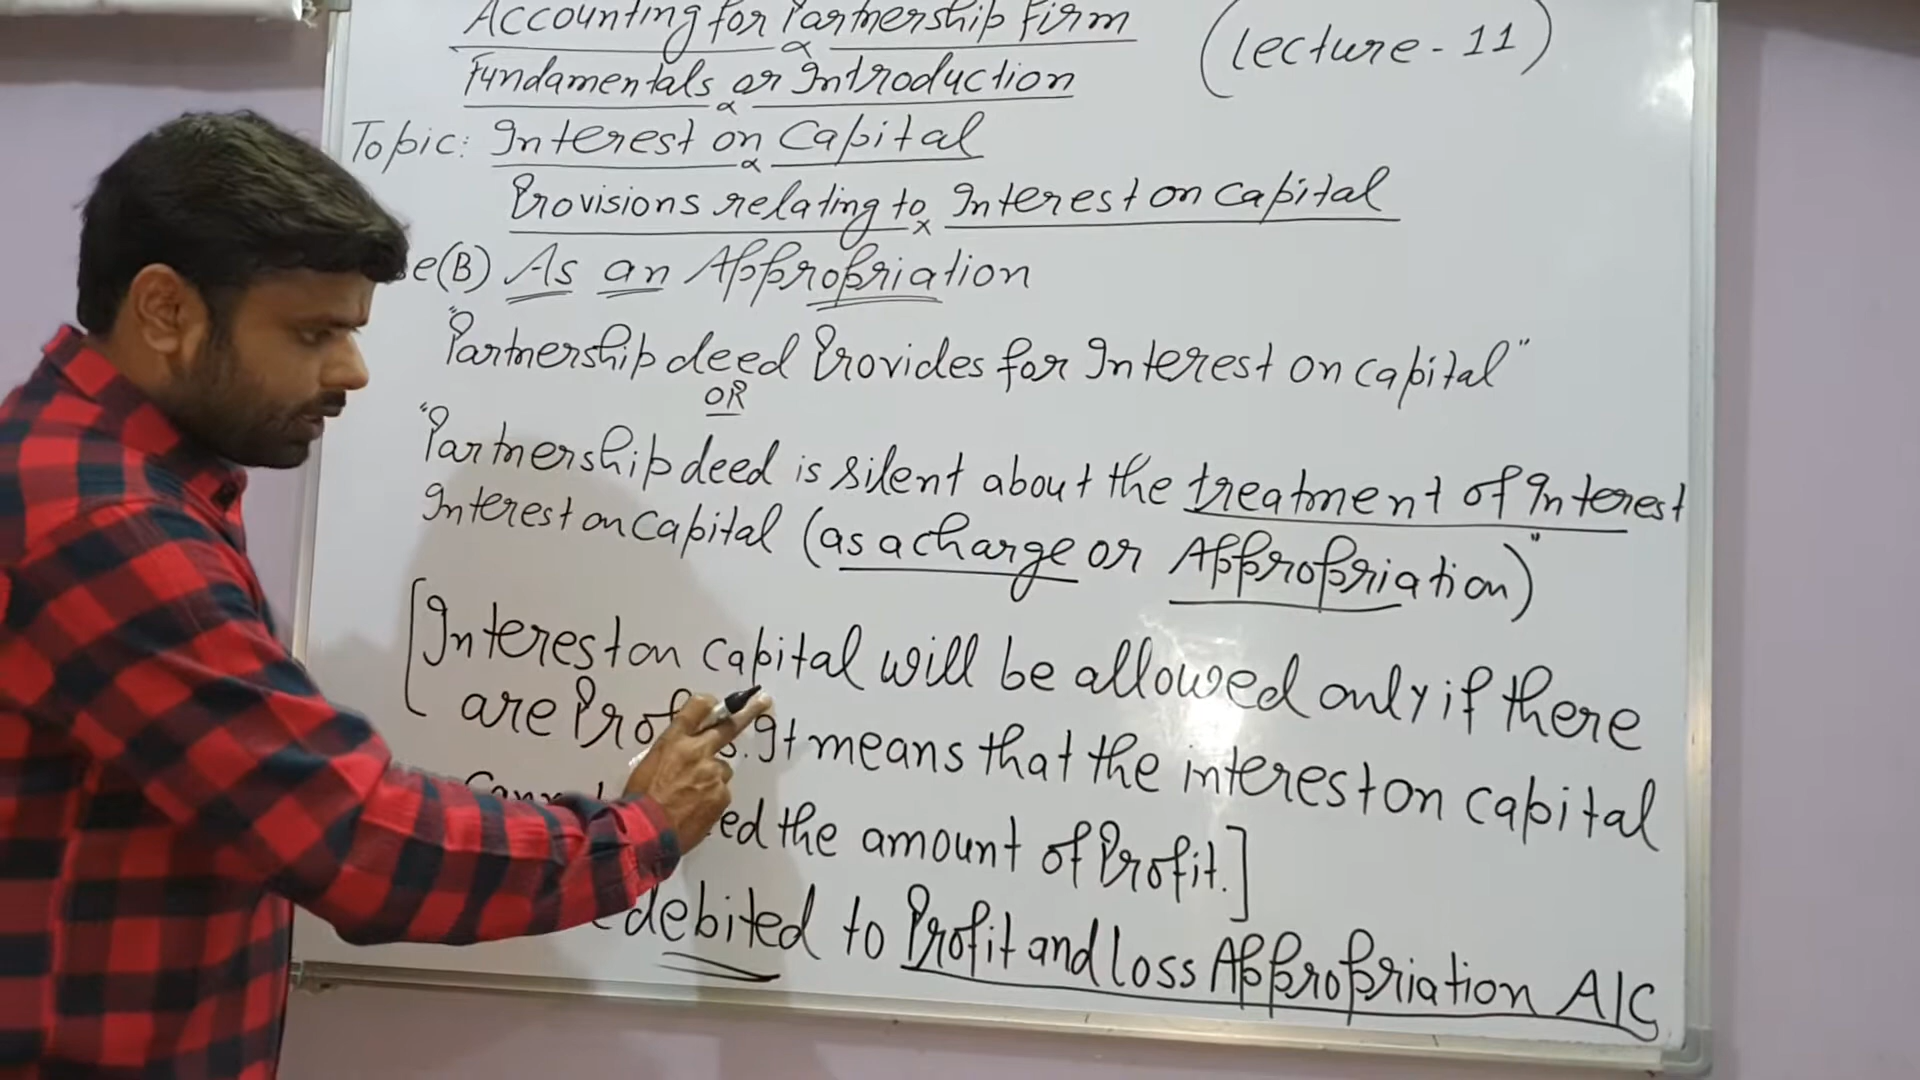 Accounting for Partnership Firm
(Lecture - 11)
Fundamentals or Introduction
Topic: Interest on Capital
Provisions relating to Interest on Capital
e(B) As an Appropriation
"Partnership deed Provides for Interest on capital"
OR
"Partnership deed is silent about the treatment of Interest
Interest on Capital (as a charge or Appropriation)"
[Interest on capital will be allowed only if there
are Prof s. It means that the interest on capital
ed the amount of Profit.]
debited to Profit and loss Appropriation A/C